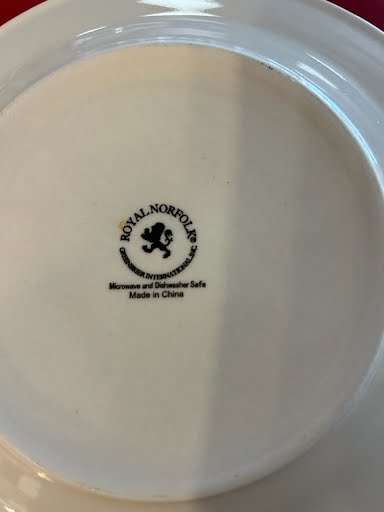 ROYAL NORFOLK®
GREENBRIER INTERNATIONAL, INC
Microwave and Dishwasher Safe
Made in China